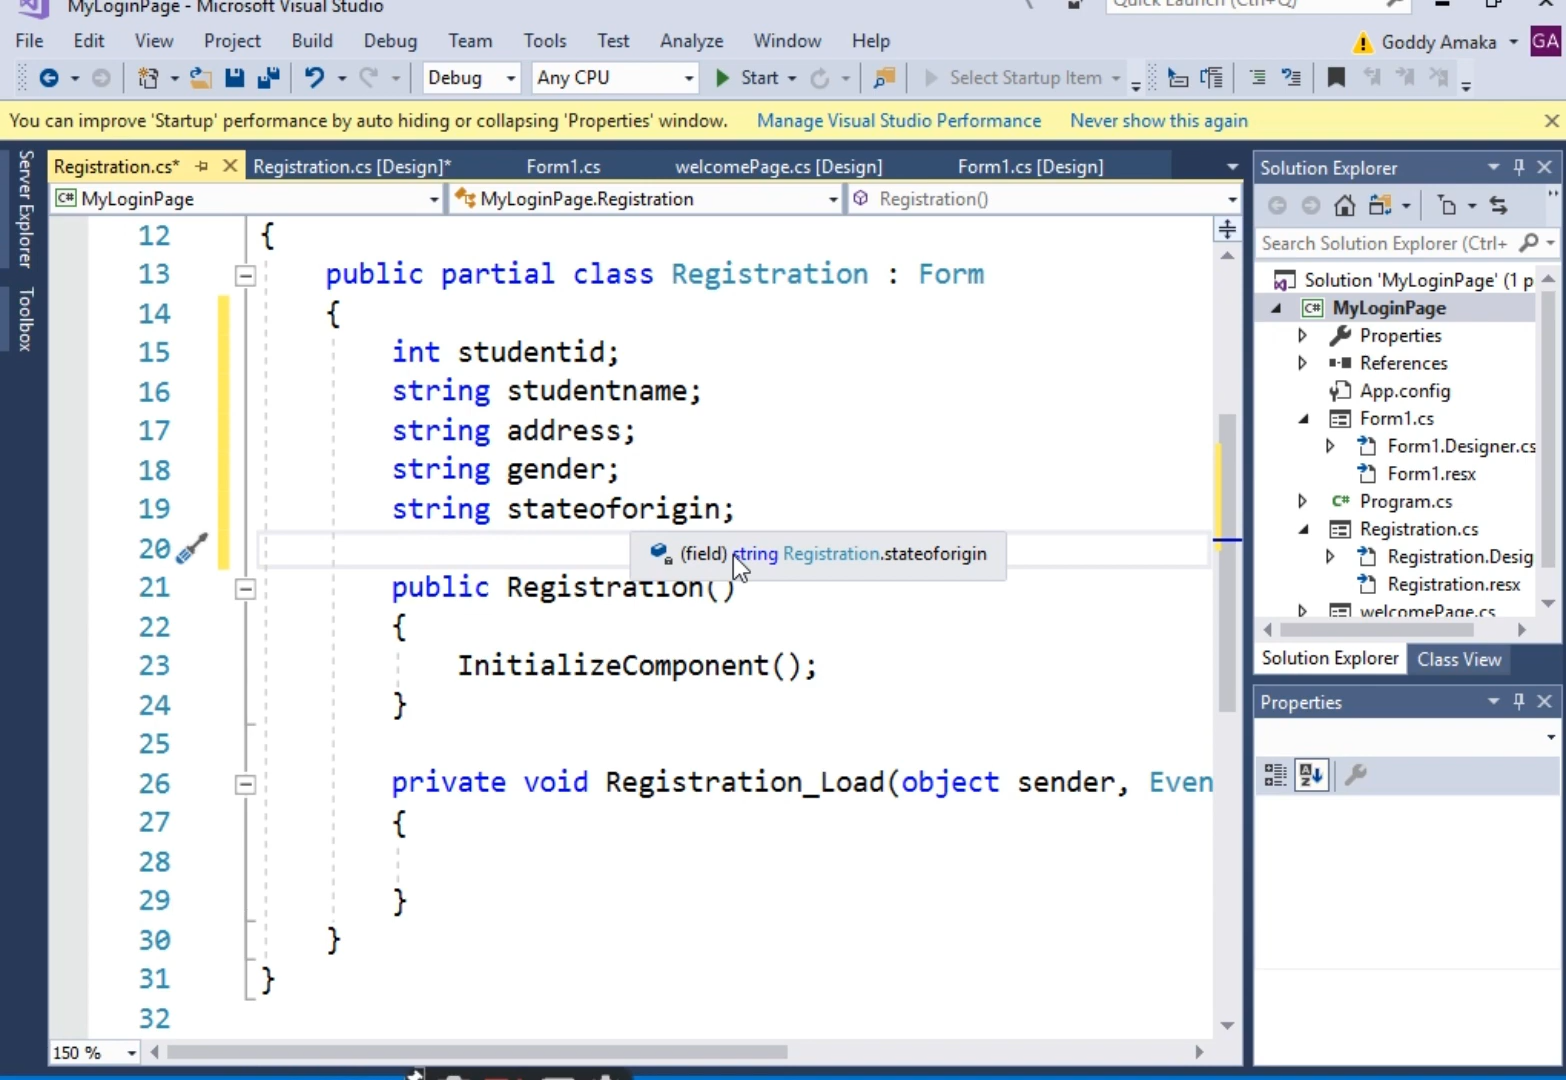 MyLoginPage - Microsoft Visual Studio
Quick Launch (Ctrl+Q)
File Edit View Project Build Debug Team Tools Test Analyze Window Help
Goddy Amaka GA
Debug Any CPU Start Select Startup Item
You can improve 'Startup' performance by auto hiding or collapsing 'Properties' window. Manage Visual Studio Performance Never show this again
Server Explorer
Toolbox
Registration.cs* Registration.cs [Design]* Form1.cs welcomePage.cs [Design] Form1.cs [Design]
C# MyLoginPage MyLoginPage.Registration Registration()
12 {
13 public partial class Registration : Form
14 {
15 int studentid;
16 string studentname;
17 string address;
18 string gender;
19 string stateoforigin;
20
(field) string Registration.stateoforigin
21 public Registration()
22 {
23 InitializeComponent();
24 }
25
26 private void Registration_Load(object sender, Even
27 {
28
29 }
30 }
31 }
32
150 %
Solution Explorer
Search Solution Explorer (Ctrl+
Solution 'MyLoginPage' (1 p
C# MyLoginPage
Properties
References
App.config
Form1.cs
Form1.Designer.cs
Form1.resx
C# Program.cs
Registration.cs
Registration.Desig
Registration.resx
welcomePage.cs
Solution Explorer Class View
Properties